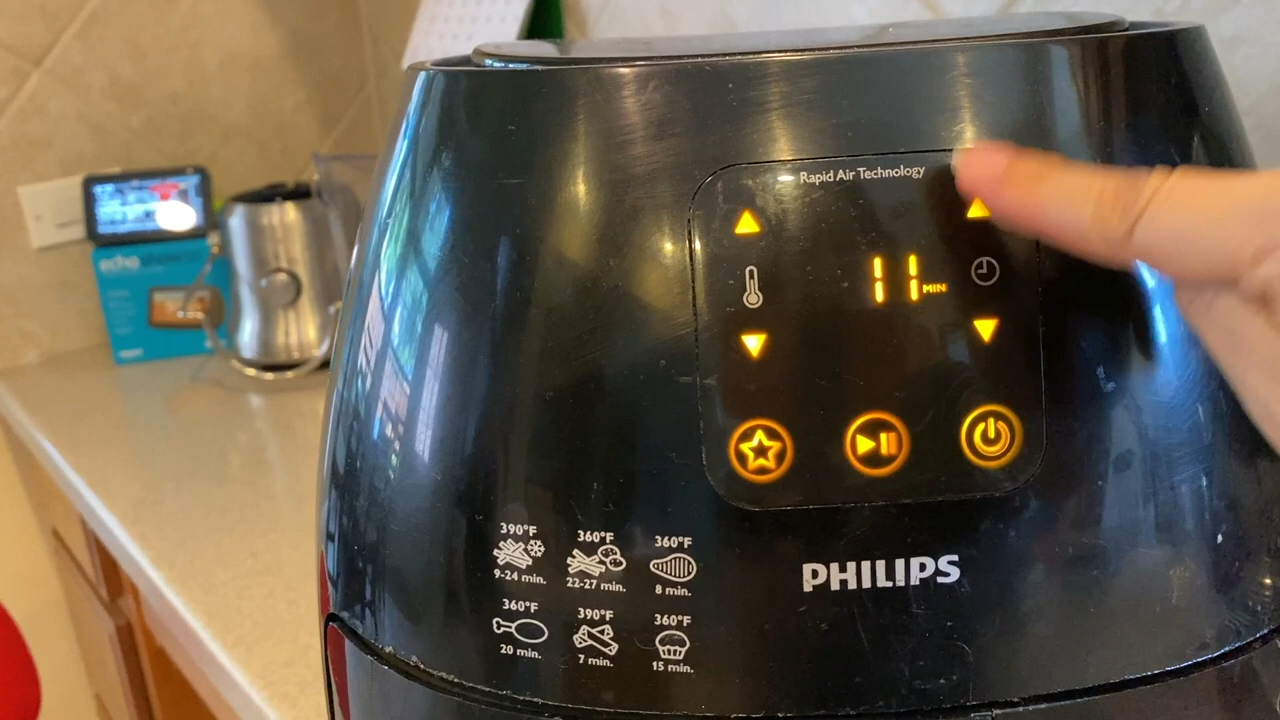 Rapid Air Technology
11 MIN
echo
PHILIPS
390°F
9-24 min.
360°F
22-27 min.
360°F
8 min.
360°F
20 min.
390°F
7 min.
360°F
15 min.